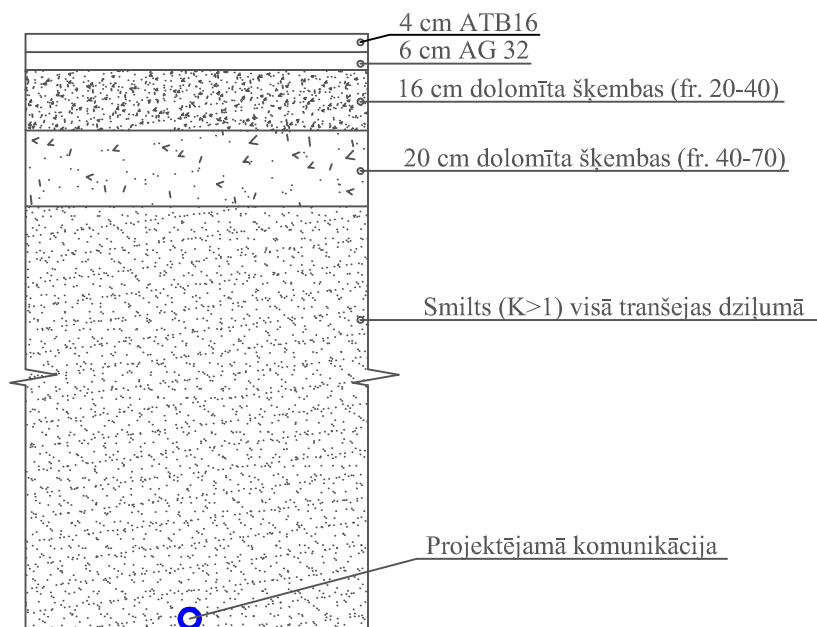 4 cm ATB16
6 cm AG 32
16 cm dolomīta šķembas (fr. 20-40)
20 cm dolomīta šķembas (fr. 40-70)
Smilts (K>1) visā tranšejas dziļumā
Projektējamā komunikācija